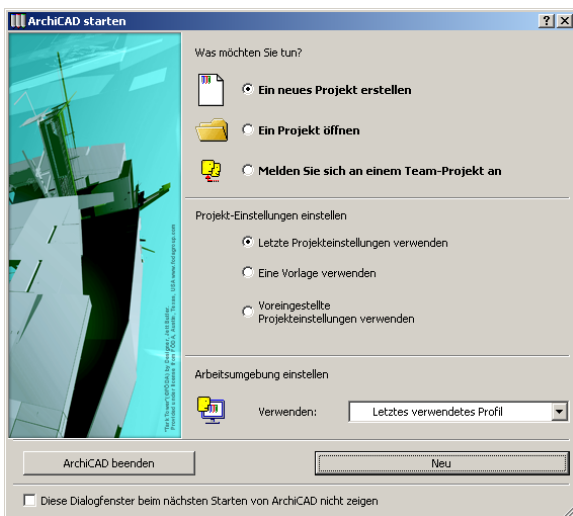 ArchiCAD starten
Was möchten Sie tun?
Ein neues Projekt erstellen
Ein Projekt öffnen
Melden Sie sich an einem Team-Projekt an
Projekt-Einstellungen einstellen
Letzte Projekteinstellungen verwenden
Eine Vorlage verwenden
Voreingestellte
Projekteinstellungen verwenden
Arbeitsumgebung einstellen
Verwenden:
Letztes verwendetes Profil
ArchiCAD beenden
Neu
Diese Dialogfenster beim nächsten Starten von ArchiCAD nicht zeigen